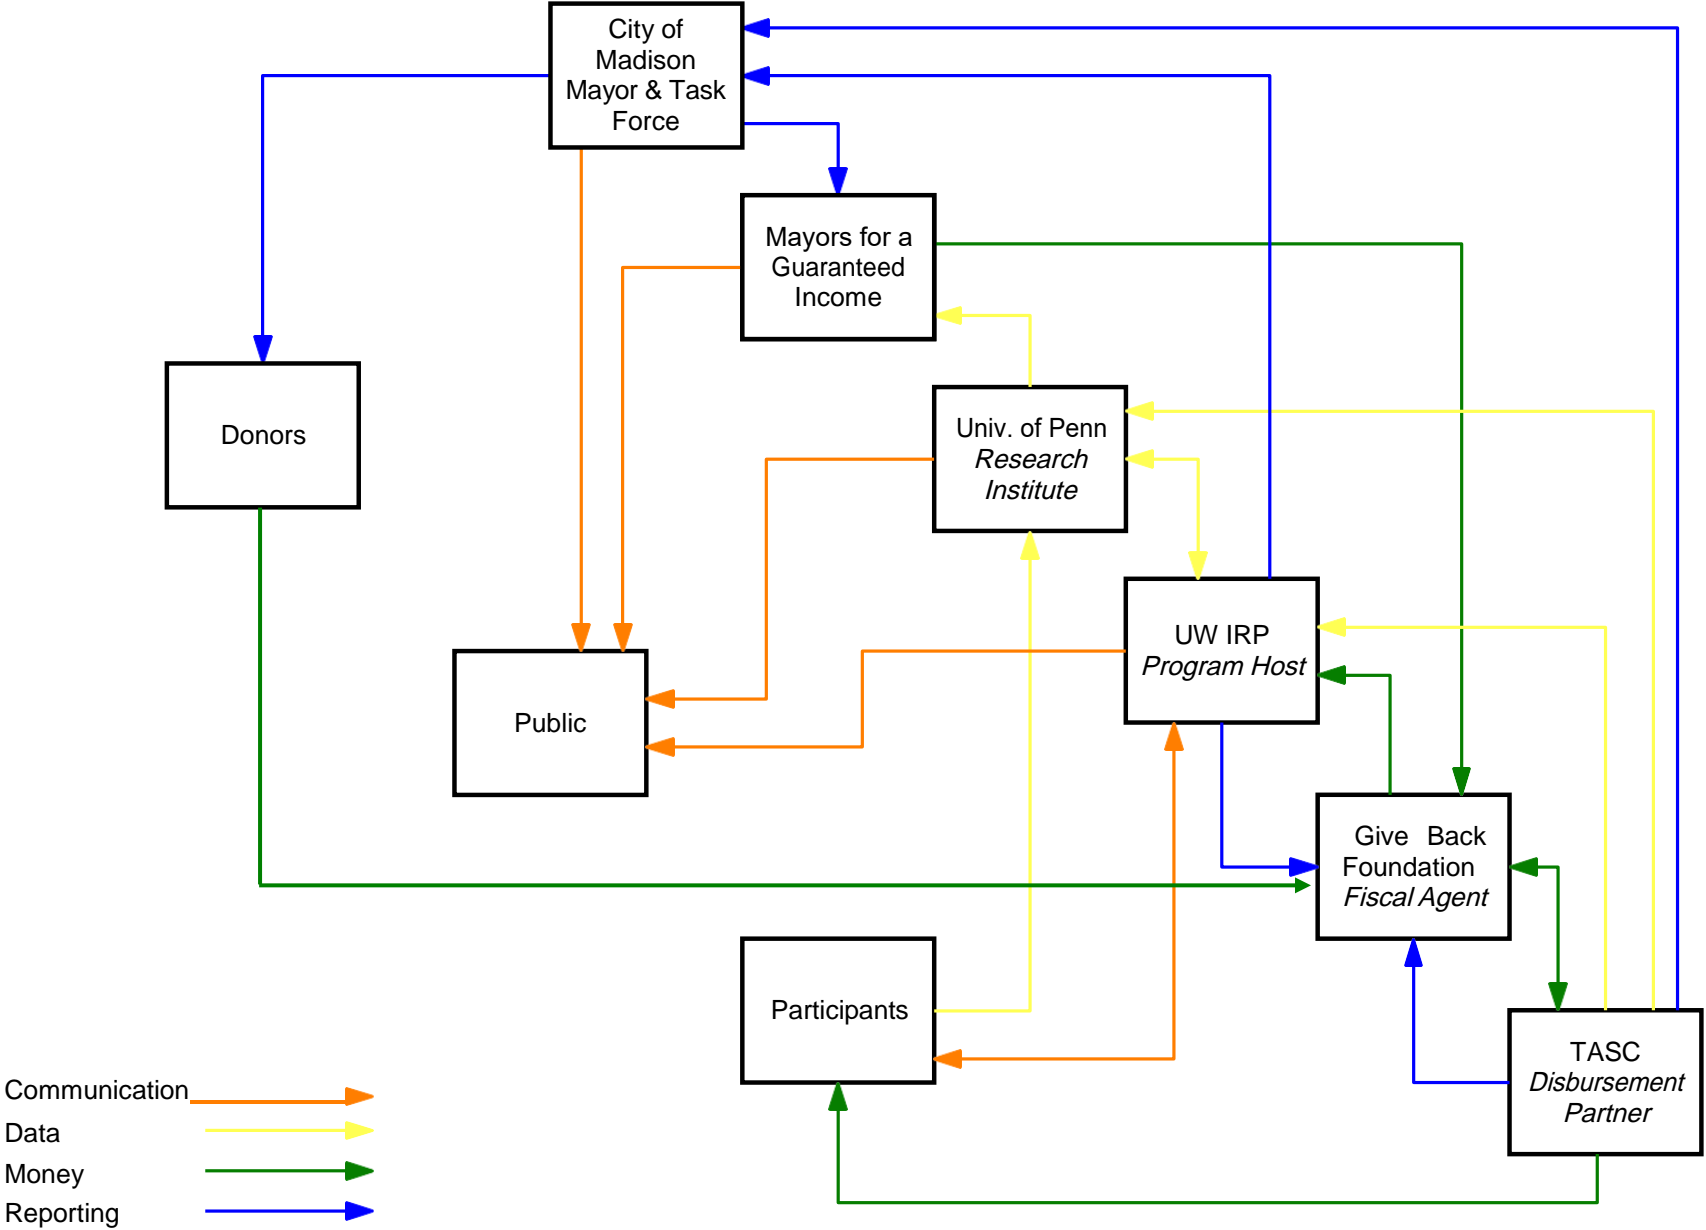 City of
Madison
Mayor & Task
Force
Mayors for a
Guaranteed
Income
Donors
Univ. of Penn
Research
Institute
UW IRP
Program Host
Public
Give Back
Foundation
Fiscal Agent
Participants
TASC
Disbursement
Partner
Communication
Data
Money
Reporting